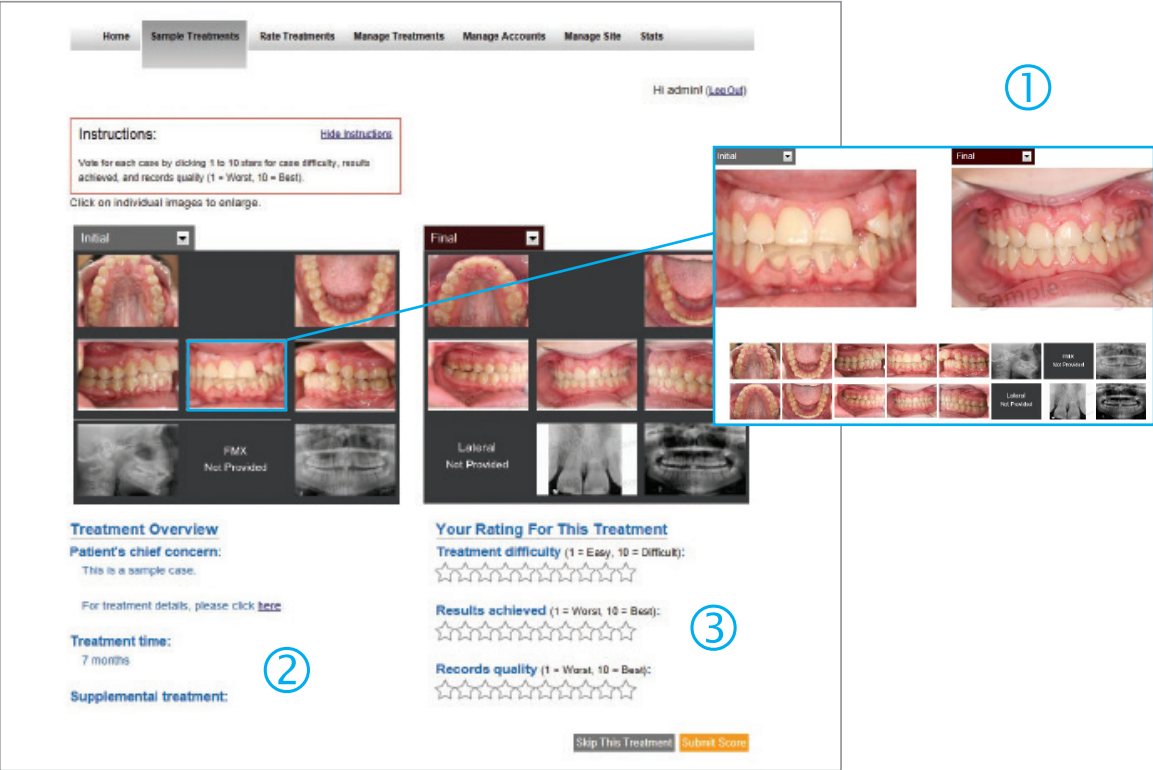 Home Sample Treatments Rate Treatments Manage Treatments Manage Accounts Manage Site Stats
Hi admin! (Log Out)
①
Instructions: Hide Instructions
Vote for each case by clicking 1 to 10 stars for case difficulty, results
achieved, and records quality (1 = Worst, 10 = Best).
Click on individual images to enlarge.
Initial
Final
Initial
Final
Sample
Sam
Sample
Sam
FMX
Not Provided
Lateral
Not Provided
FMX
Not Provided
Lateral
Not Provided
Treatment Overview
Patient's chief concern:
This is a sample case.
For treatment details, please click here
Treatment time:
7 months
Supplemental treatment:
②
Your Rating For This Treatment
Treatment difficulty (1 = Easy, 10 = Difficult):
Results achieved (1 = Worst, 10 = Best):
Records quality (1 = Worst, 10 = Best):
③
Skip This Treatment Submit Score